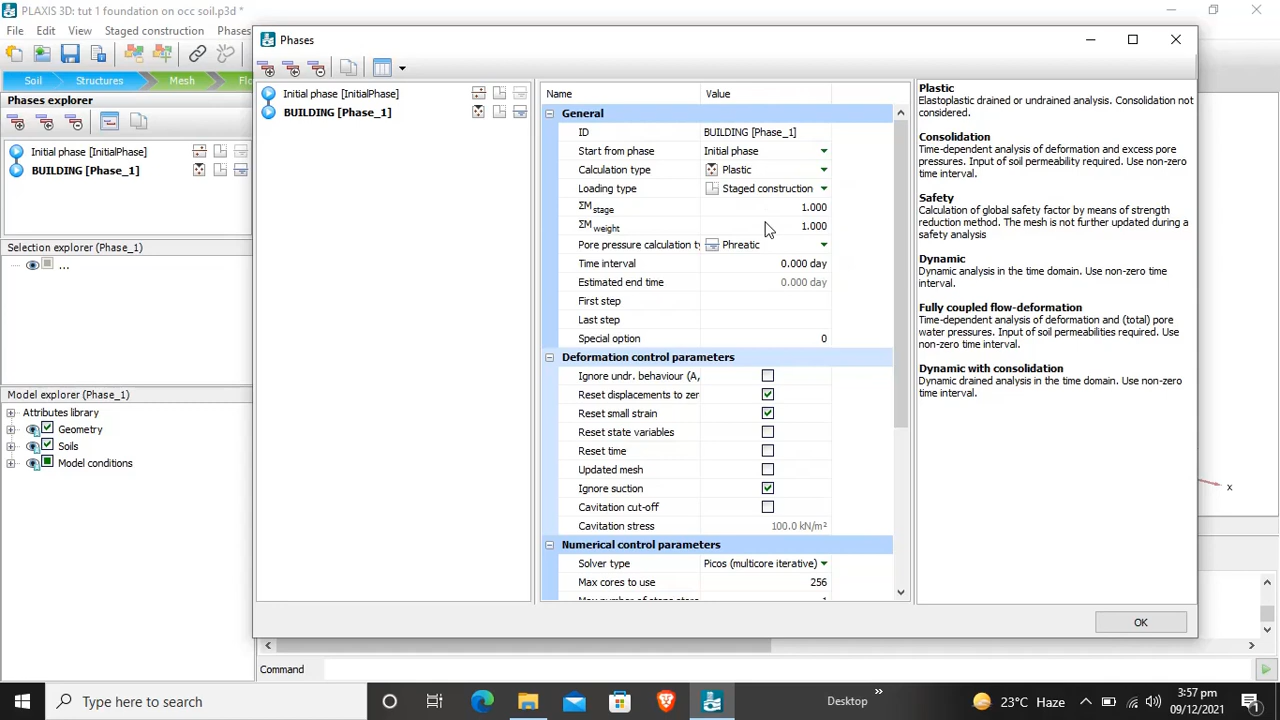 PLAXIS 3D: tut 1 foundation on occ soil.p3d *
File Edit View Staged construction Phases
Soil Structures Mesh
Phases explorer
Initial phase [InitialPhase]
BUILDING [Phase_1]
Selection explorer (Phase_1)
...
Model explorer (Phase_1)
Attributes library
Geometry
Soils
Model conditions
Phases
Initial phase [InitialPhase]
BUILDING [Phase_1]
Name Value
General
ID BUILDING [Phase_1]
Start from phase Initial phase
Calculation type Plastic
Loading type Staged construction
ΣMstage 1.000
ΣMweight 1.000
Pore pressure calculation t Phreatic
Time interval 0.000 day
Estimated end time 0.000 day
First step
Last step
Special option 0
Deformation control parameters
Ignore undr. behaviour (A,
Reset displacements to zer
Reset small strain
Reset state variables
Reset time
Updated mesh
Ignore suction
Cavitation cut-off
Cavitation stress 100.0 kN/m²
Numerical control parameters
Solver type Picos (multicore iterative)
Max cores to use 256
Plastic
Elastoplastic drained or undrained analysis. Consolidation not
considered.
Consolidation
Time-dependent analysis of deformation and excess pore
pressures. Input of soil permeability required. Use non-zero
time interval.
Safety
Calculation of global safety factor by means of strength
reduction method. The mesh is not further updated during a
safety analysis
Dynamic
Dynamic analysis in the time domain. Use non-zero time
interval.
Fully coupled flow-deformation
Time-dependent analysis of deformation and (total) pore
water pressures. Input of soil permeabilities required. Use
non-zero time interval.
Dynamic with consolidation
Dynamic drained analysis in the time domain. Use non-zero
time interval.
OK
x
Command
Type here to search
Desktop
23°C Haze
3:57 pm
09/12/2021
1